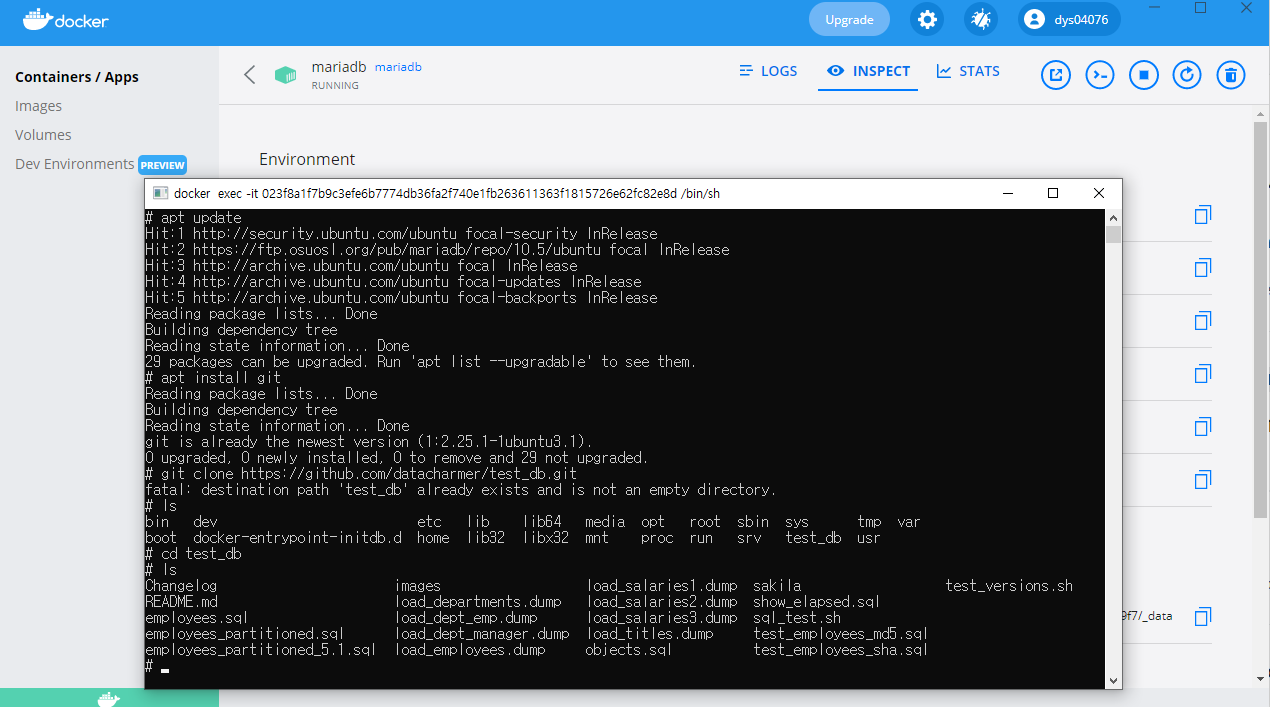 docker
Upgrade
dys04076
Containers / Apps
Images
Volumes
Dev Environments PREVIEW
mariadb mariadb
RUNNING
LOGS
INSPECT
STATS
Environment
docker exec -it 023f8a1f7b9c3efe6b7774db36fa2f740e1fb263611363f1815726e62fc82e8d /bin/sh
# apt update
Hit:1 http://security.ubuntu.com/ubuntu focal-security InRelease
Hit:2 https://ftp.osuosl.org/pub/mariadb/repo/10.5/ubuntu focal InRelease
Hit:3 http://archive.ubuntu.com/ubuntu focal InRelease
Hit:4 http://archive.ubuntu.com/ubuntu focal-updates InRelease
Hit:5 http://archive.ubuntu.com/ubuntu focal-backports InRelease
Reading package lists... Done
Building dependency tree
Reading state information... Done
29 packages can be upgraded. Run 'apt list --upgradable' to see them.
# apt install git
Reading package lists... Done
Building dependency tree
Reading state information... Done
git is already the newest version (1:2.25.1-1ubuntu3.1).
0 upgraded, 0 newly installed, 0 to remove and 29 not upgraded.
# git clone https://github.com/datacharmer/test_db.git
fatal: destination path 'test_db' already exists and is not an empty directory.
# ls
bin dev etc lib lib64 media opt root sbin sys tmp var
boot docker-entrypoint-initdb.d home lib32 libx32 mnt proc run srv test_db usr
# cd test_db
# ls
Changelog images load_salaries1.dump sakila test_versions.sh
README.md load_departments.dump load_salaries2.dump show_elapsed.sql
employees.sql load_dept_emp.dump load_salaries3.dump sql_test.sh
employees_partitioned.sql load_dept_manager.dump load_titles.dump test_employees_md5.sql
employees_partitioned_5.1.sql load_employees.dump objects.sql test_employees_sha.sql
#
9f7/_data